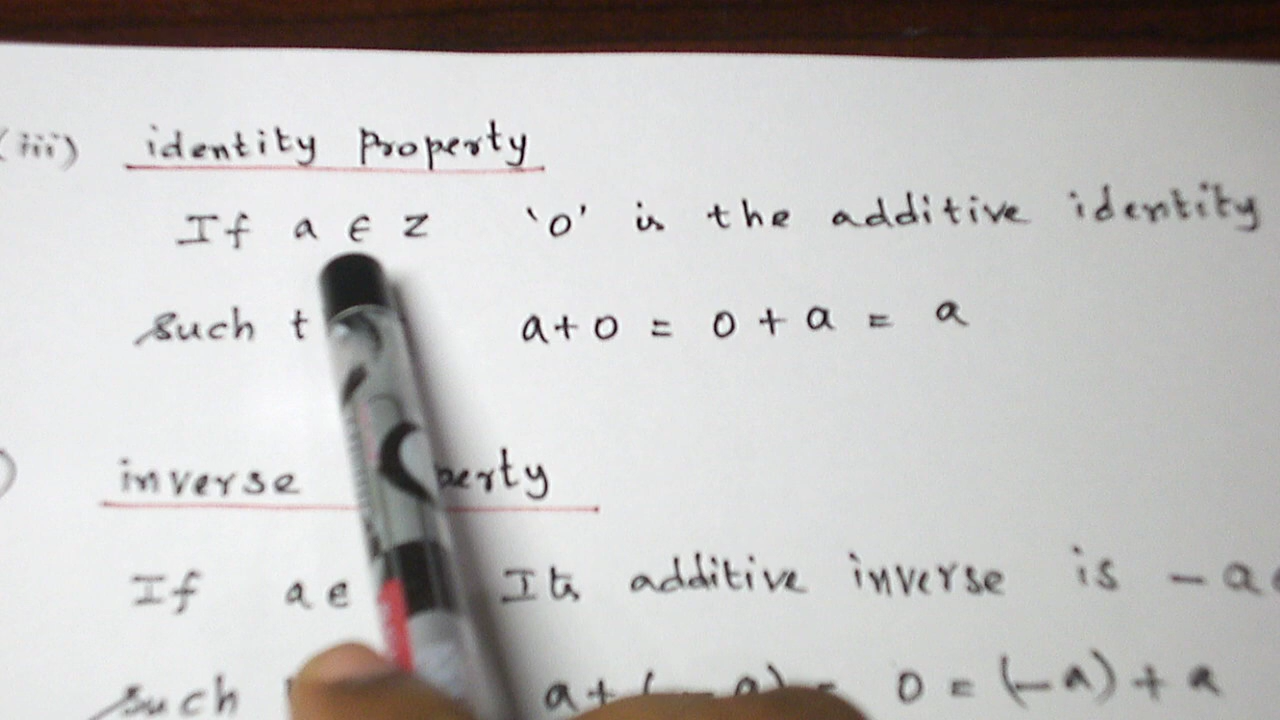 (iii) identity Property
If a ∈ Z '0' is the additive identity
such a+0 = 0+a = a
inverse
If a ∈ Its additive inverse is -a
such a+(-a) = 0 = (-a)+a